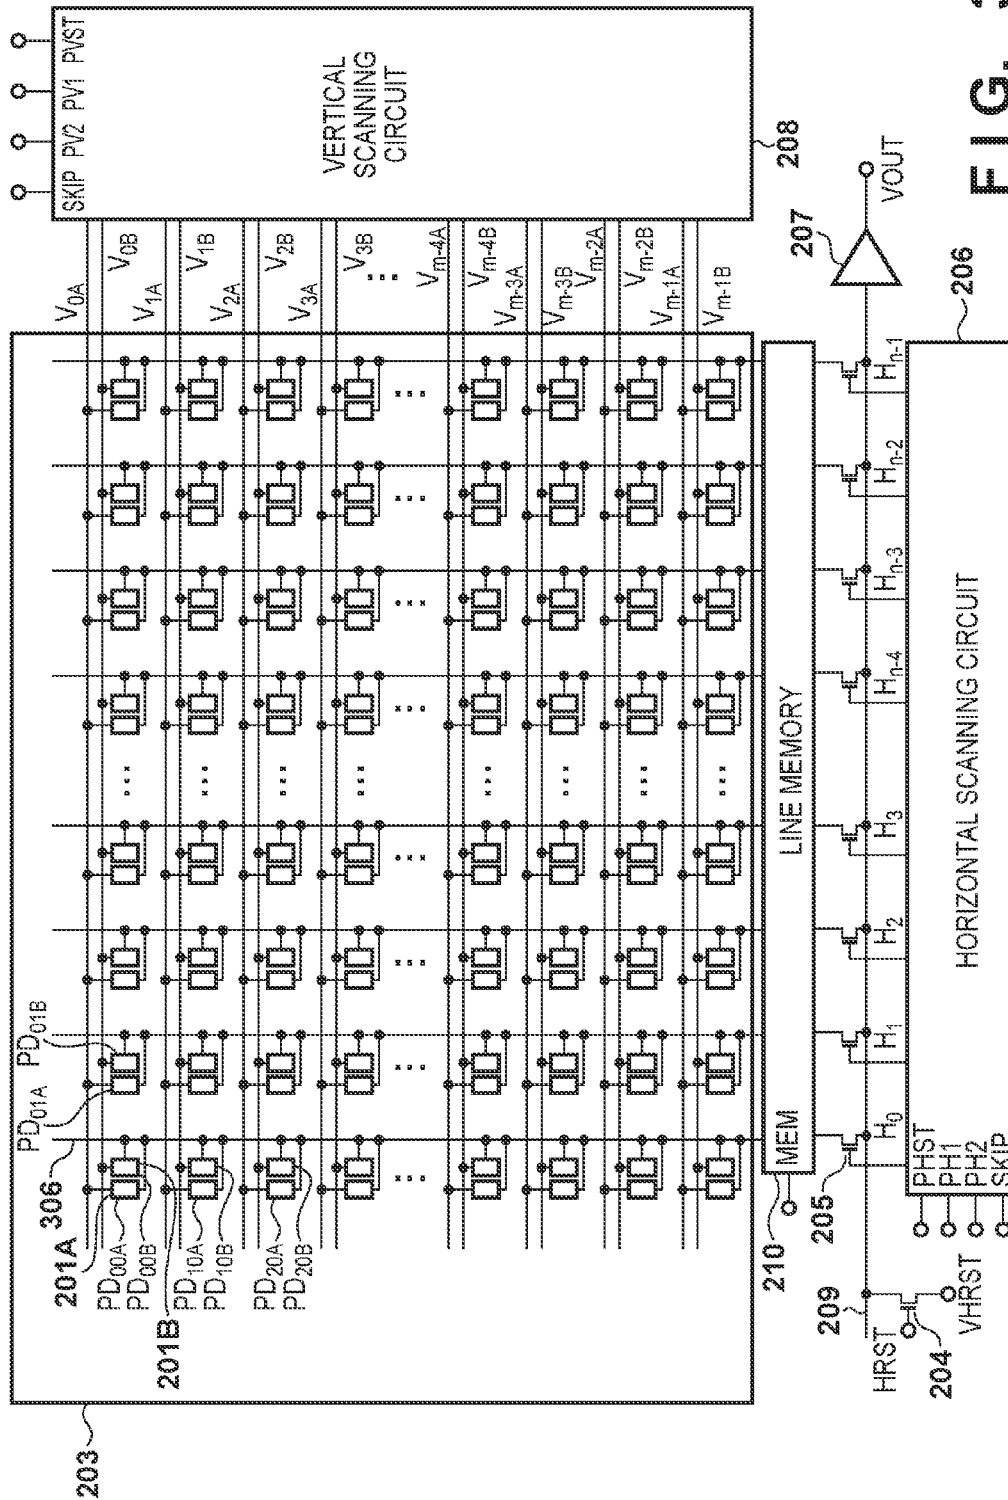 SKIP PV2 PV1 PVST
VERTICAL
SCANNING
CIRCUIT
208
V0A
V0B
V1A
V1B
V2A
V2B
V3A
V3B
...
Vm-4A
Vm-4B
Vm-3A
Vm-3B
Vm-2A
Vm-2B
Vm-1A
Vm-1B
PD01A
PD01B
306
201A
PD00A
PD00B
201B
PD10A
PD10B
PD20A
PD20B
203
LINE MEMORY
MEM
210
205
H0 H1 H2 H3 Hn-4 Hn-3 Hn-2 Hn-1
207
VOUT
209
HRST
204
VHRST
PHST
PH1
PH2
SKIP
HORIZONTAL SCANNING CIRCUIT
206
FIG.